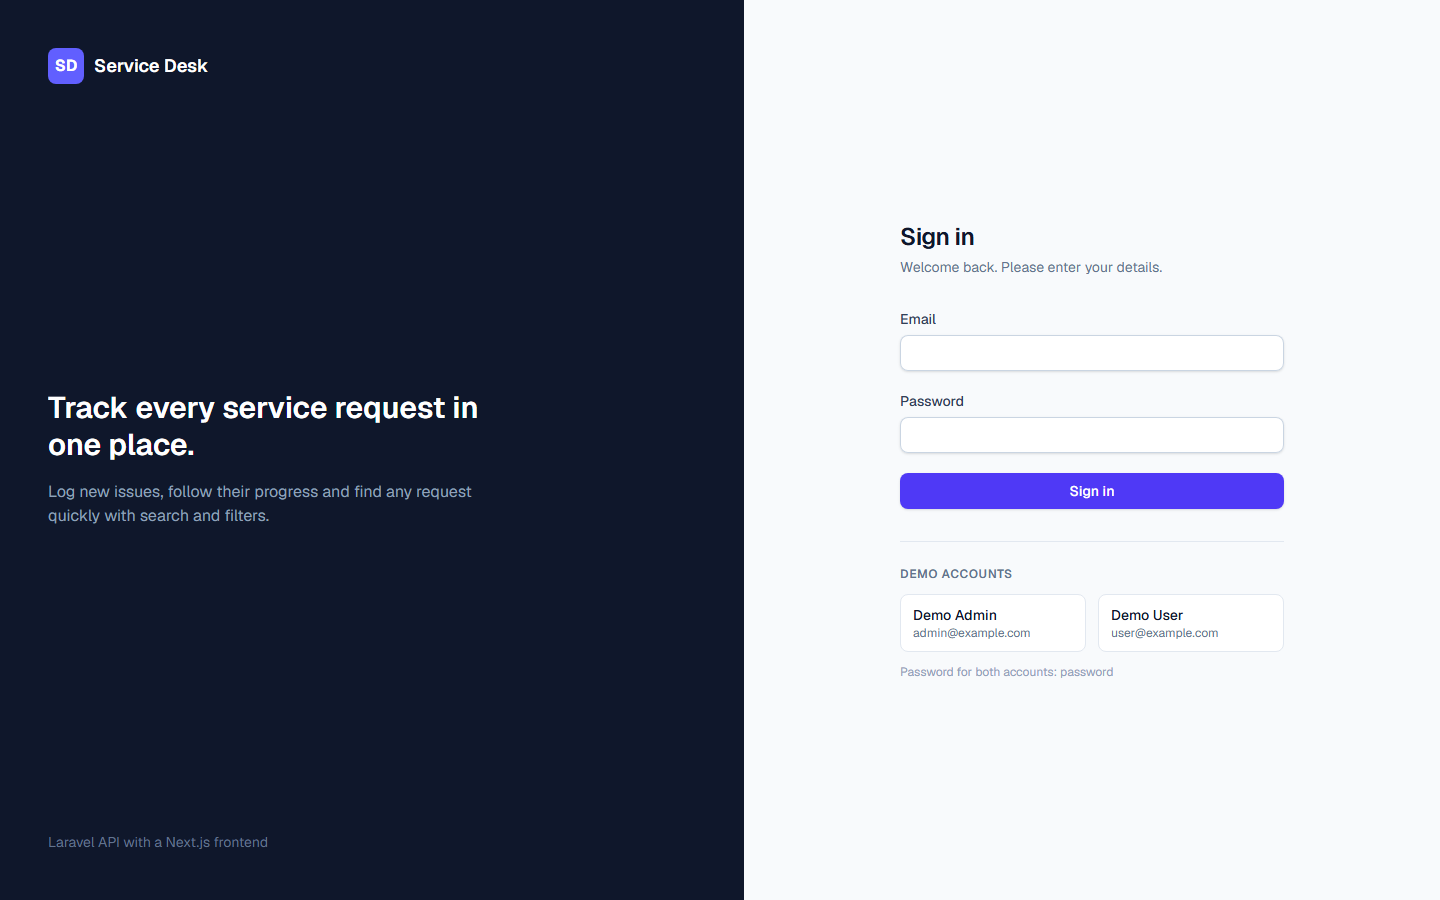 SD Service Desk
Track every service request in
one place.
Log new issues, follow their progress and find any request
quickly with search and filters.
Laravel API with a Next.js frontend
Sign in
Welcome back. Please enter your details.
Email
Password
Sign in
DEMO ACCOUNTS
Demo Admin
admin@example.com
Demo User
user@example.com
Password for both accounts: password